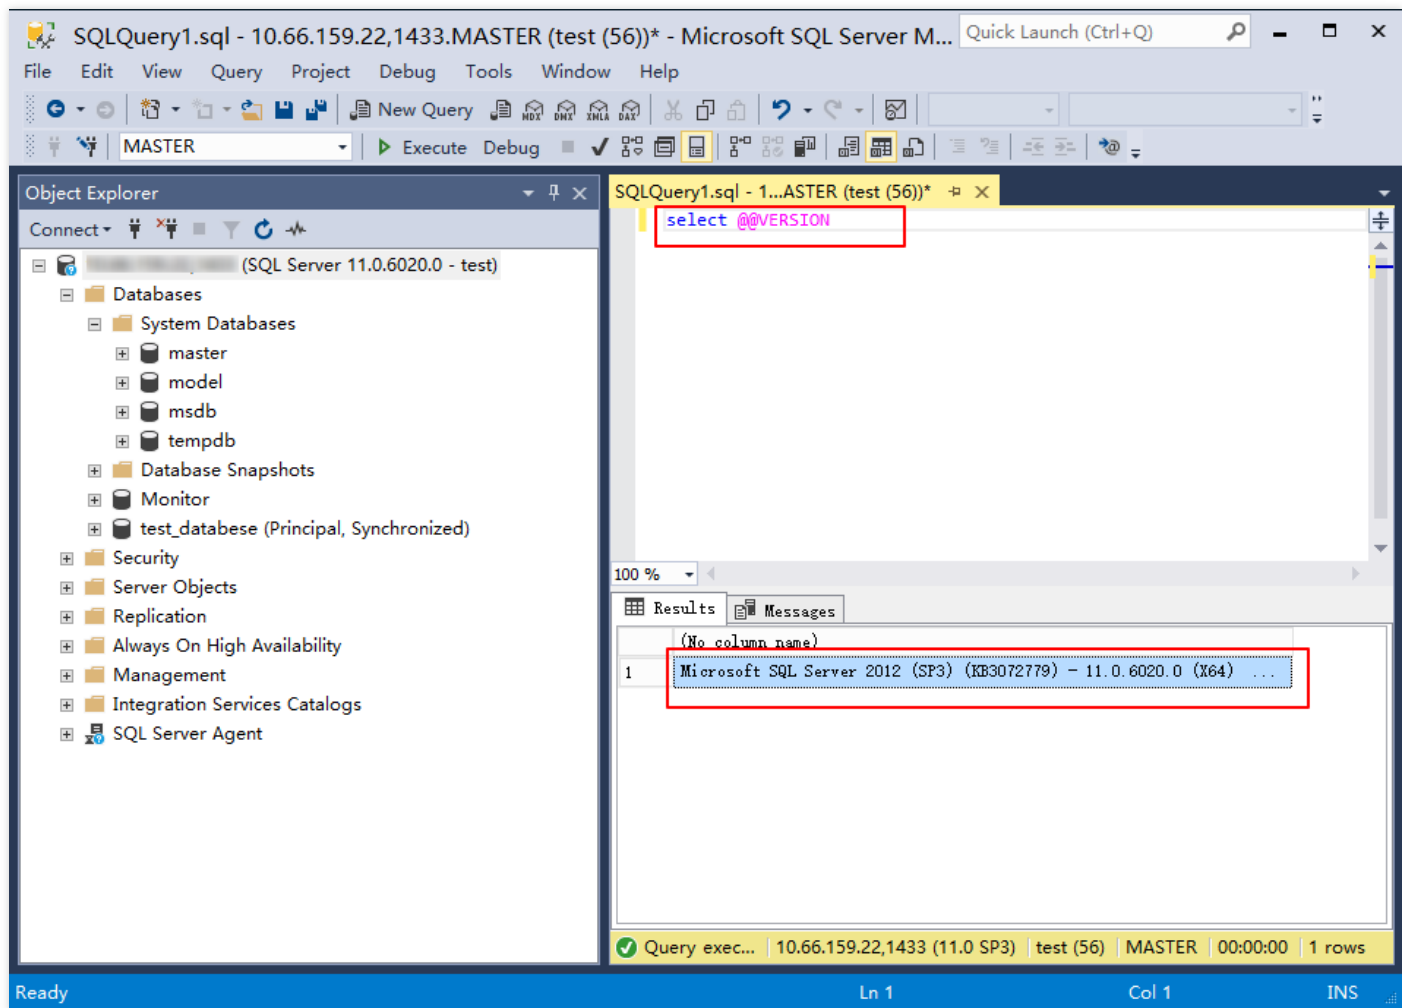 SQLQuery1.sql - 10.66.159.22,1433.MASTER (test (56))* - Microsoft SQL Server M...
Quick Launch (Ctrl+Q)
File Edit View Query Project Debug Tools Window Help
New Query MDX DMX XMLA DAX
MASTER Execute Debug
Object Explorer
Connect
(SQL Server 11.0.6020.0 - test)
Databases
System Databases
master
model
msdb
tempdb
Database Snapshots
Monitor
test_databese (Principal, Synchronized)
Security
Server Objects
Replication
Always On High Availability
Management
Integration Services Catalogs
SQL Server Agent
SQLQuery1.sql - 1...ASTER (test (56))*
select @@VERSION
100 %
Results Messages
(No column name)
1 Microsoft SQL Server 2012 (SP3) (KB3072779) - 11.0.6020.0 (X64) ...
Query exec... 10.66.159.22,1433 (11.0 SP3) test (56) MASTER 00:00:00 1 rows
Ready Ln 1 Col 1 INS